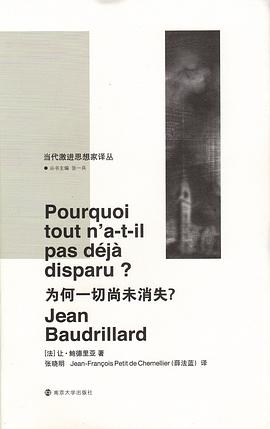 当代激进思想家译丛
● 丛书主编 张一兵
Pourquoi
tout n'a-t-il
pas déjà
disparu ?
为何一切尚未消失?
Jean
Baudrillard
[法] 让·鲍德里亚 著
张晓明 Jean-François Petit de Chemellier (薛法蓝) 译
南京大学出版社